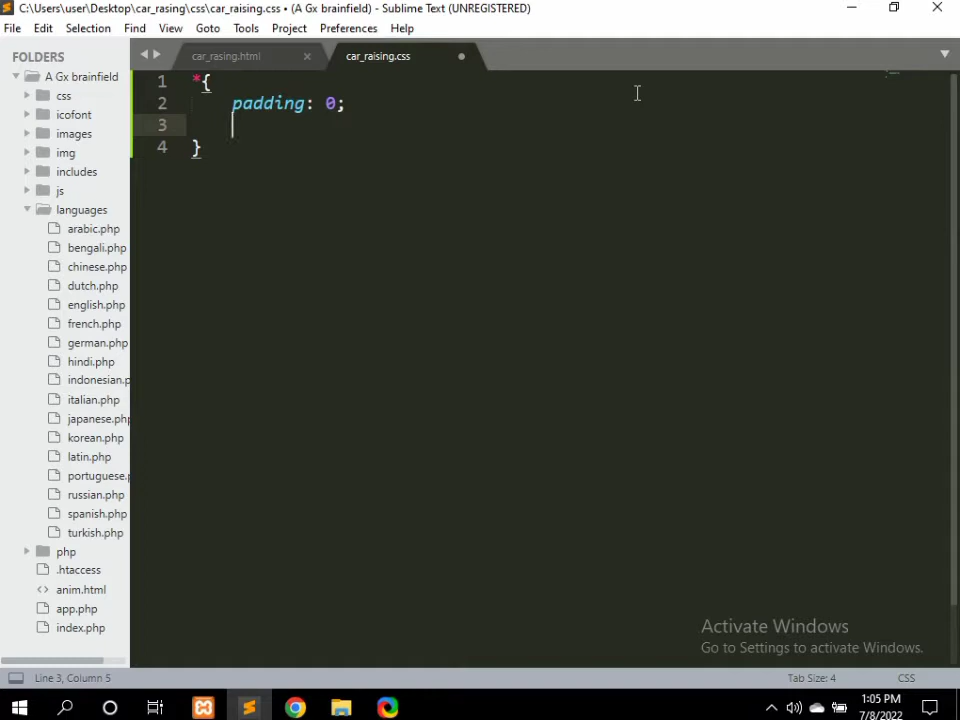 C:\Users\user\Desktop\car_rasing\css\car_raising.css • (A Gx brainfield) - Sublime Text (UNREGISTERED)
File Edit Selection Find View Goto Tools Project Preferences Help
FOLDERS
A Gx brainfield
css
icofont
images
img
includes
js
languages
arabic.php
bengali.php
chinese.php
dutch.php
english.php
french.php
german.php
hindi.php
indonesian.p
italian.php
japanese.php
korean.php
latin.php
portuguese.
russian.php
spanish.php
turkish.php
php
.htaccess
anim.html
app.php
index.php
car_rasing.html
car_raising.css
1 *{
2 padding: 0;
3
4 }
Activate Windows
Go to Settings to activate Windows.
Line 3, Column 5
Tab Size: 4
CSS
1:05 PM
7/8/2022